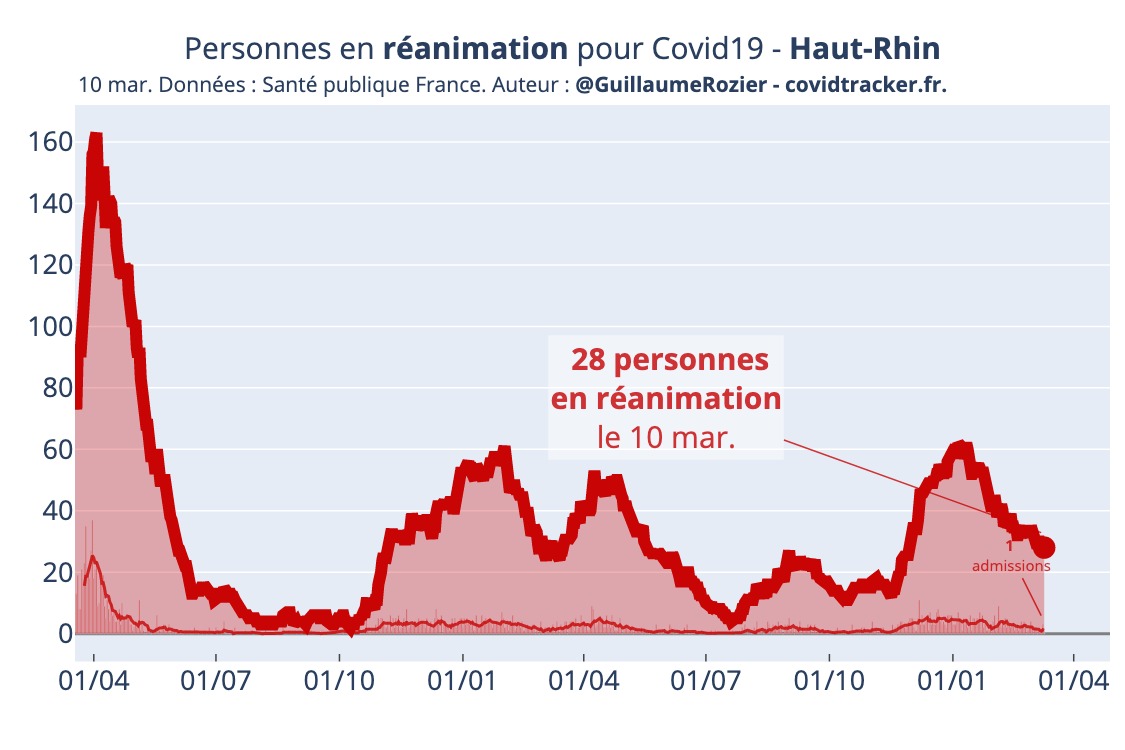 Personnes en réanimation pour Covid19 - Haut-Rhin
10 mar. Données : Santé publique France. Auteur : @GuillaumeRozier - covidtracker.fr.
160
140
120
100
80
60
40
20
0
28 personnes
en réanimation
le 10 mar.
1
admissions
01/04 01/07 01/10 01/01 01/04 01/07 01/10 01/01 01/04